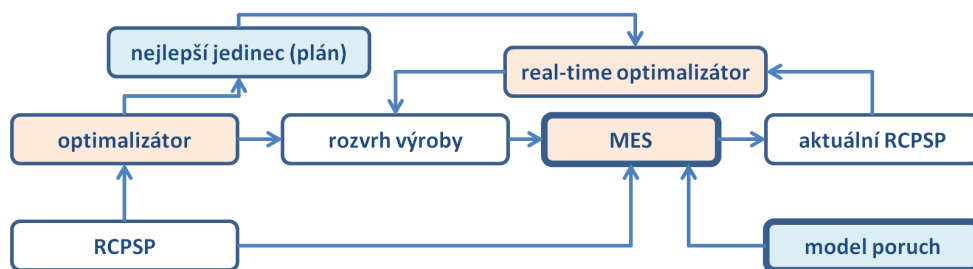 nejlepší jedinec (plán)
real-time optimalizátor
optimalizátor
rozvrh výroby
MES
aktuální RCPSP
RCPSP
model poruch